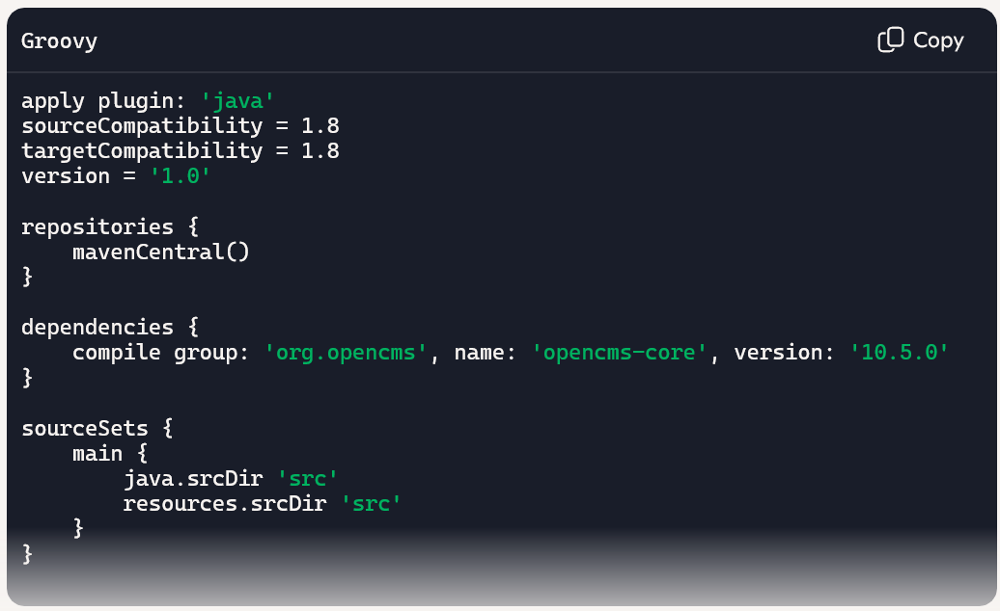 Groovy
Copy
apply plugin: 'java'
sourceCompatibility = 1.8
targetCompatibility = 1.8
version = '1.0'

repositories {
    mavenCentral()
}

dependencies {
    compile group: 'org.opencms', name: 'opencms-core', version: '10.5.0'
}

sourceSets {
    main {
        java.srcDir 'src'
        resources.srcDir 'src'
    }
}